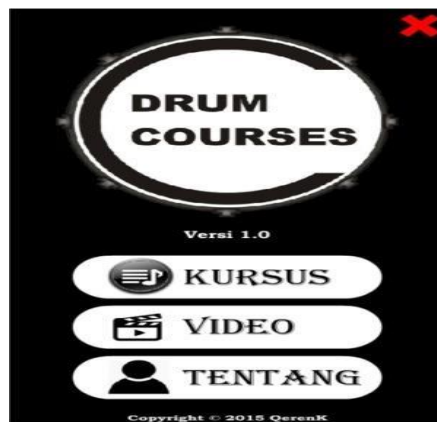 DRUM
COURSES
Versi 1.0
KURSUS
VIDEO
TENTANG
Copyright © 2015 QerenK